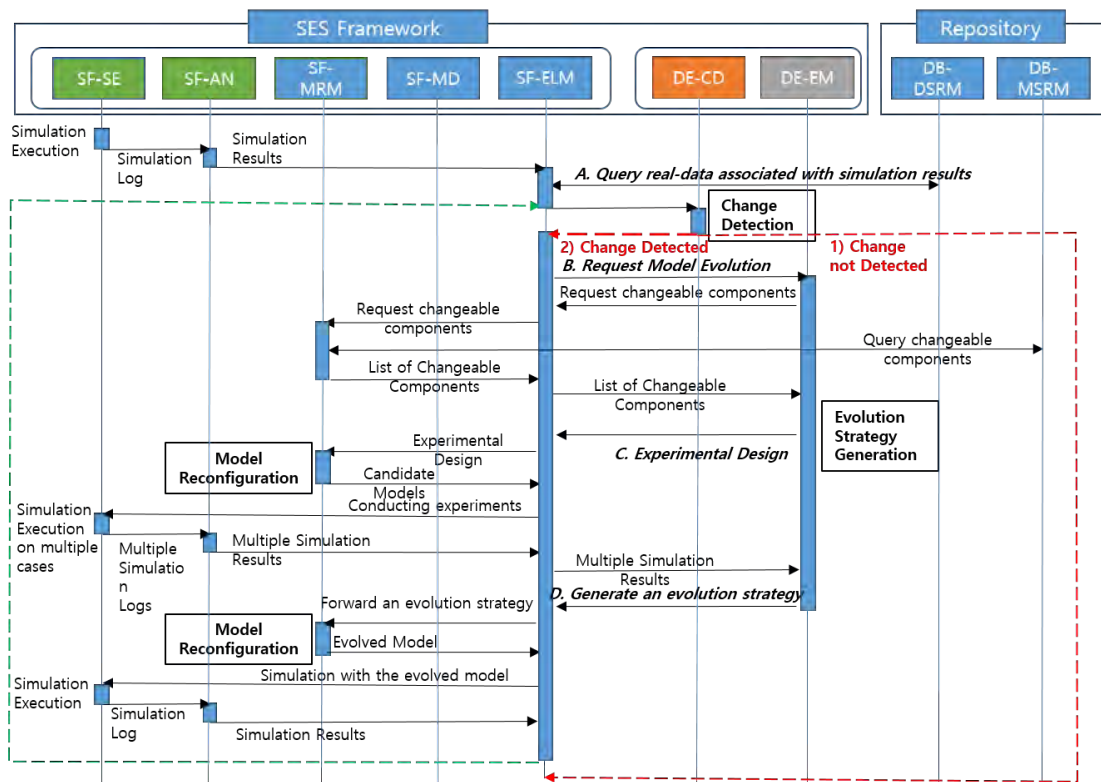 SES Framework
Repository
SF-SE
SF-AN
SF-
MRM
SF-MD
SF-ELM
DE-CD
DE-EM
DB-
DSRM
DB-
MSRM
Simulation
Execution
Simulation
Log
Simulation
Results
A. Query real-data associated with simulation results
Change
Detection
2) Change Detected
1) Change
not Detected
B. Request Model Evolution
Request changeable components
Request changeable
components
Query changeable
components
List of Changeable
Components
List of Changeable
Components
Evolution
Strategy
Generation
C. Experimental Design
Experimental
Design
Model
Reconfiguration
Candidate
Models
Conducting experiments
Simulation
Execution
on multiple
cases
Multiple
Simulatio
n
Logs
Multiple Simulation
Results
Multiple Simulation
Results
D. Generate an evolution strategy
Forward an evolution strategy
Model
Reconfiguration
Evolved Model
Simulation with the evolved model
Simulation
Execution
Simulation
Log
Simulation Results